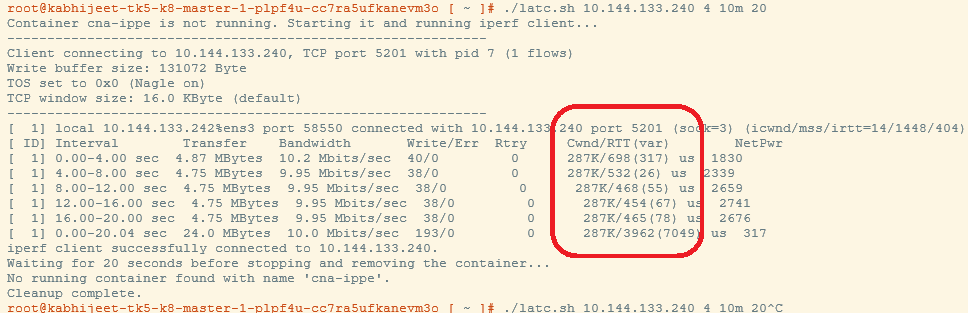 root@kabhijeet-tk5-k8-master-1-plpf4u-cc7ra5ufkanevm3o [ ~ ]# ./latc.sh 10.144.133.240 4 10m 20
Container cna-ippe is not running. Starting it and running iperf client...
------------------------------------------------------------
Client connecting to 10.144.133.240, TCP port 5201 with pid 7 (1 flows)
Write buffer size: 131072 Byte
TOS set to 0x0 (Nagle on)
TCP window size: 16.0 KByte (default)
------------------------------------------------------------
[  1] local 10.144.133.242%ens3 port 58550 connected with 10.144.133.240 port 5201 (sock=3) (icwnd/mss/irtt=14/1448/404)
[ ID] Interval       Transfer    Bandwidth       Write/Err  Rtry     Cwnd/RTT(var)        NetPwr
[  1] 0.00-4.00 sec  4.87 MBytes  10.2 Mbits/sec  40/0         0      287K/698(317) us  1830
[  1] 4.00-8.00 sec  4.75 MBytes  9.95 Mbits/sec  38/0         0      287K/532(26) us  2339
[  1] 8.00-12.00 sec  4.75 MBytes  9.95 Mbits/sec  38/0         0      287K/468(55) us  2659
[  1] 12.00-16.00 sec  4.75 MBytes  9.95 Mbits/sec  38/0         0      287K/454(67) us  2741
[  1] 16.00-20.00 sec  4.75 MBytes  9.95 Mbits/sec  38/0         0      287K/465(78) us  2676
[  1] 0.00-20.04 sec  24.0 MBytes  10.0 Mbits/sec  193/0         0      287K/3962(7049) us  317
iperf client successfully connected to 10.144.133.240.
Waiting for 20 seconds before stopping and removing the container...
No running container found with name 'cna-ippe'.
Cleanup complete.
root@kabhijeet-tk5-k8-master-1-plpf4u-cc7ra5ufkanevm3o [ ~ ]# ./latc.sh 10.144.133.240 4 10m 20^C